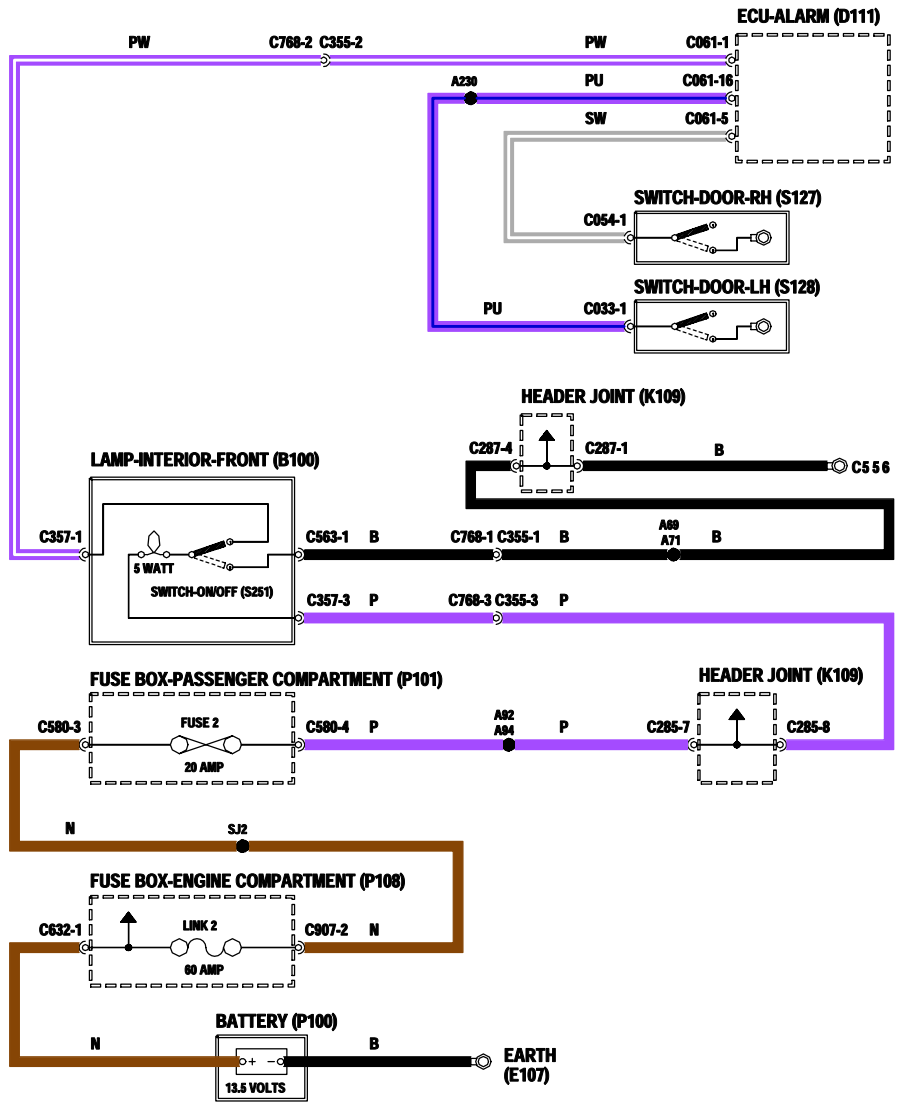 ECU-ALARM (D111)
PW
C768-2 C355-2
PW
C061-1
A230
PU
C061-16
SW
C061-5
SWITCH-DOOR-RH (S127)
C054-1
SWITCH-DOOR-LH (S128)
PU
C033-1
HEADER JOINT (K109)
C287-4
C287-1
B
C556
LAMP-INTERIOR-FRONT (B100)
C357-1
C563-1
B
C768-1 C355-1
B
A69
A71
B
5 WATT
SWITCH-ON/OFF (S251)
C357-3
P
C768-3 C355-3
P
FUSE BOX-PASSENGER COMPARTMENT (P101)
HEADER JOINT (K109)
C580-3
FUSE 2
C580-4
P
A92
A94
P
C285-7
C285-8
20 AMP
N
SJ2
FUSE BOX-ENGINE COMPARTMENT (P108)
C632-1
LINK 2
C907-2
N
60 AMP
BATTERY (P100)
N
B
EARTH
(E107)
+ −
13.5 VOLTS